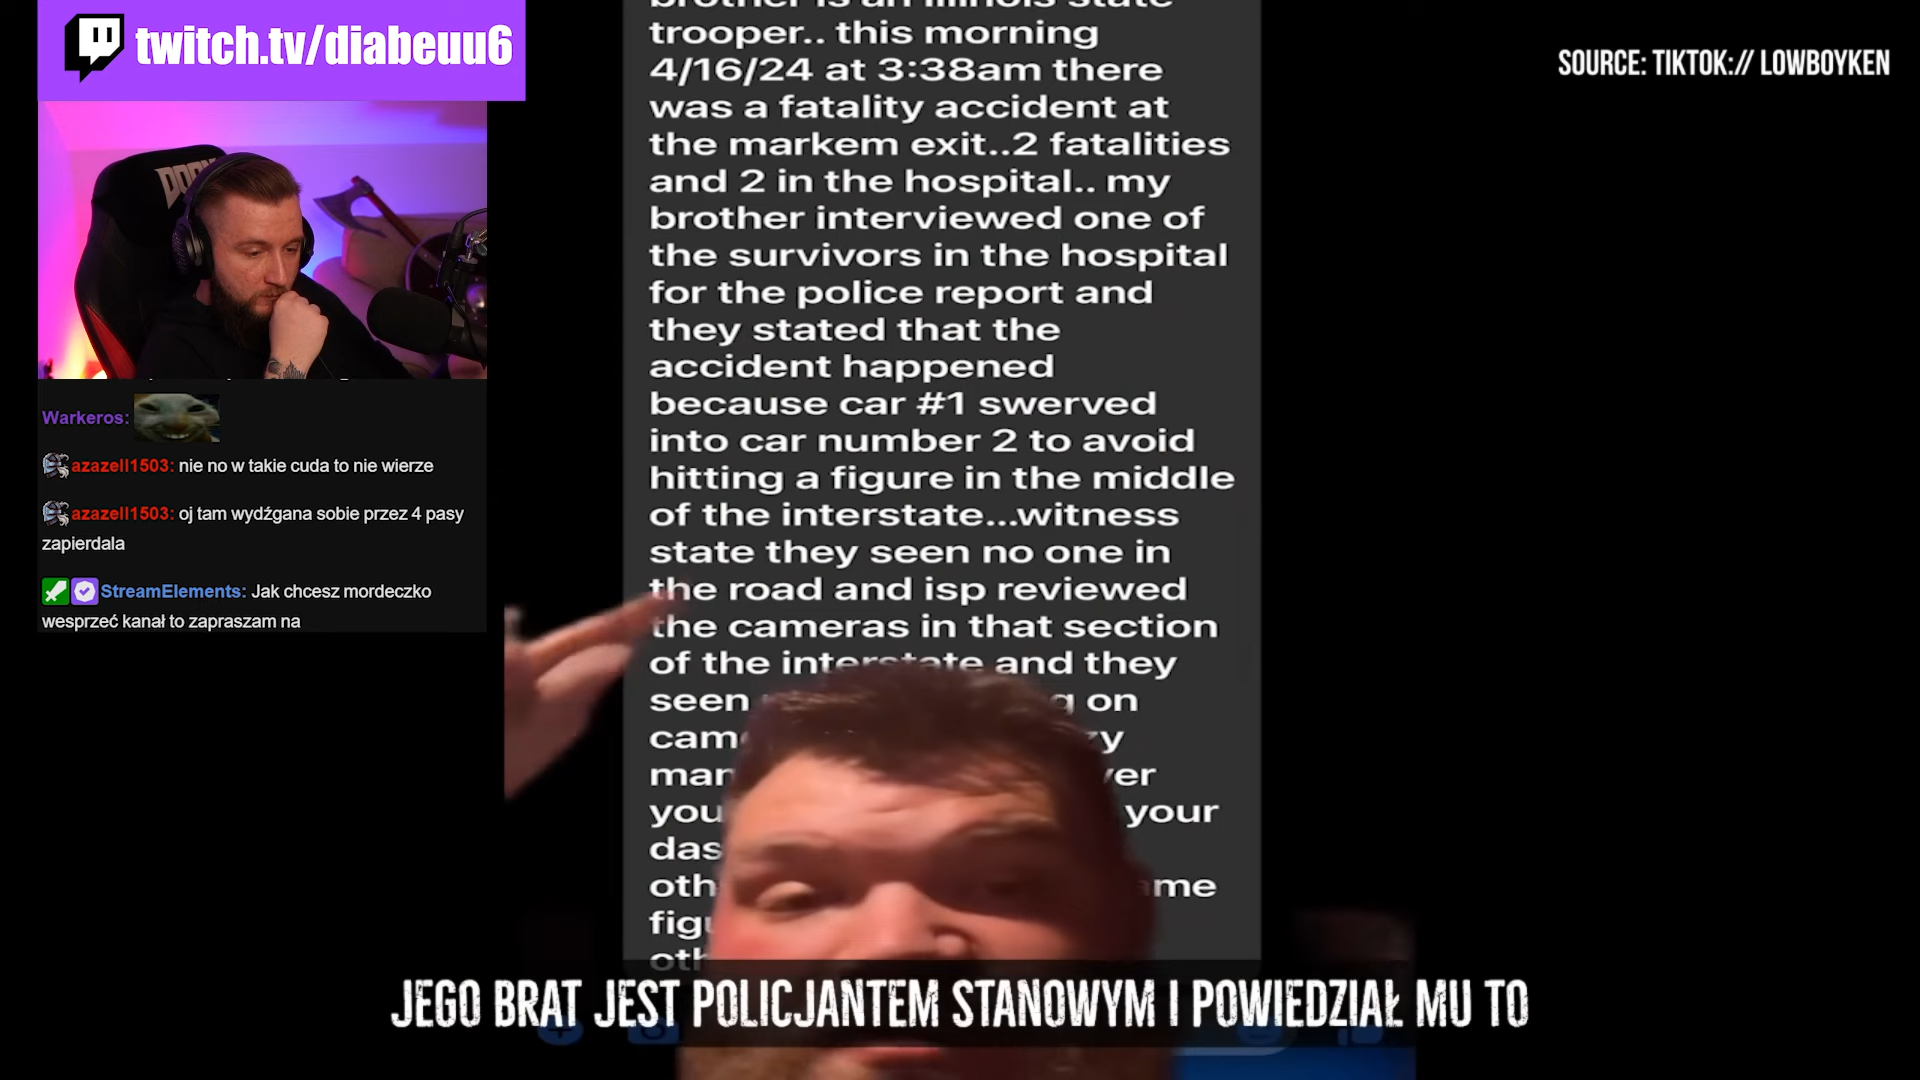 twitch.tv/diabeuu6
SOURCE: TIKTOK:// LOWBOYKEN
trooper.. this morning
4/16/24 at 3:38am there
was a fatality accident at
the markem exit..2 fatalities
and 2 in the hospital.. my
brother interviewed one of
the survivors in the hospital
for the police report and
they stated that the
accident happened
because car #1 swerved
into car number 2 to avoid
hitting a figure in the middle
of the interstate...witness
state they seen no one in
the road and isp reviewed
the cameras in that section
of the interstate and they
seen on
your
Warkeros:
azazell1503: nie no w takie cuda to nie wierze
azazell1503: oj tam wydźgana sobie przez 4 pasy
zapierdala
StreamElements: Jak chcesz mordeczko
wesprzeć kanał to zapraszam na
JEGO BRAT JEST POLICJANTEM STANOWYM I POWIEDZIAŁ MU TO